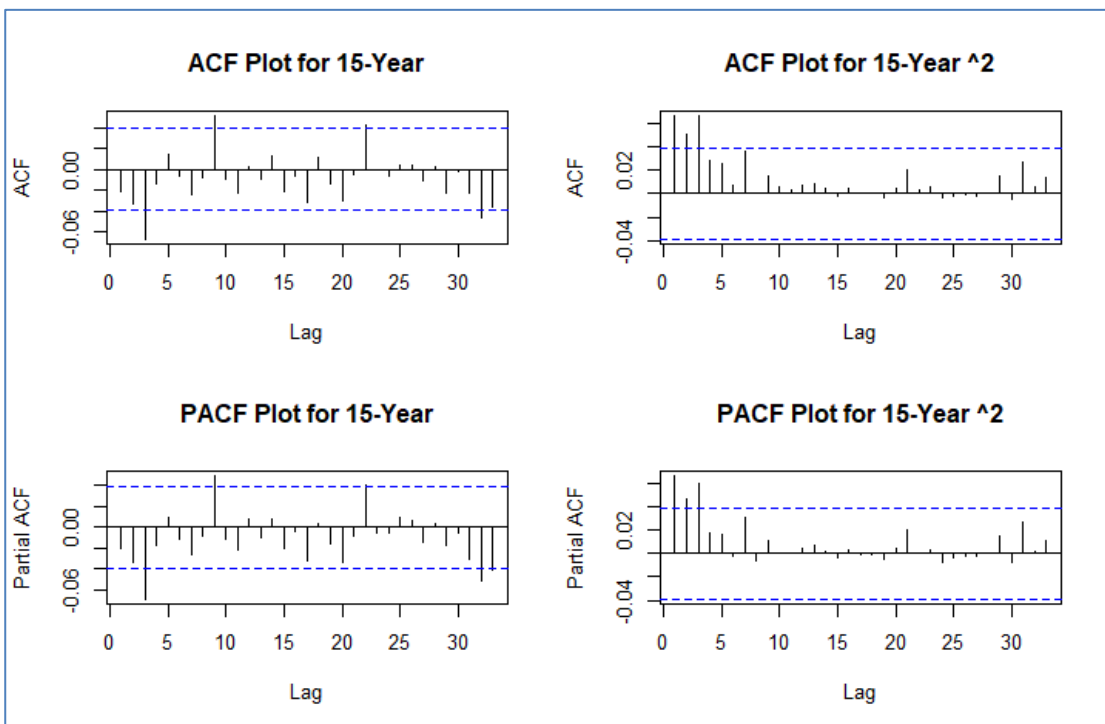 ACF Plot for 15-Year
ACF
0.00
-0.06
0 5 10 15 20 25 30
Lag
ACF Plot for 15-Year ^2
ACF
0.02
-0.04
0 5 10 15 20 25 30
Lag
PACF Plot for 15-Year
Partial ACF
0.00
-0.06
0 5 10 15 20 25 30
Lag
PACF Plot for 15-Year ^2
Partial ACF
0.02
-0.04
0 5 10 15 20 25 30
Lag